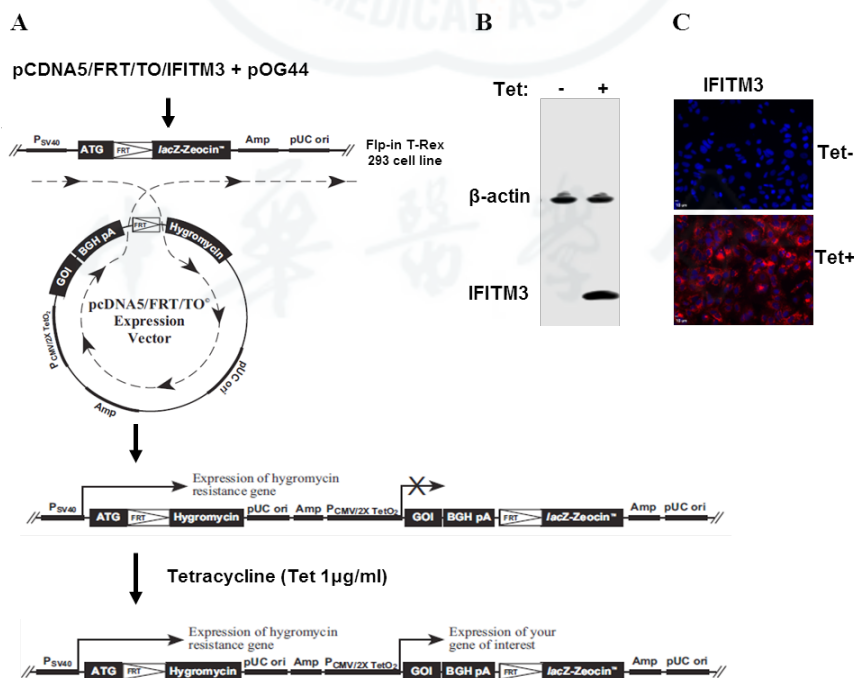 A
pCDNA5/FRT/TO/IFITM3 + pOG44
PSV40
ATG
FRT
lacZ-Zeocin™
Amp
pUC ori
Flp-in T-Rex
293 cell line
GOI
BGH pA
FRT
Hygromycin
pcDNA5/FRT/TO©
Expression
Vector
PCMV/2X TetO2
Amp
pUC ori
Expression of hygromycin
resistance gene
PSV40
ATG
FRT
Hygromycin
pUC ori
Amp
PCMV/2X TetO2
GOI
BGH pA
FRT
lacZ-Zeocin™
Amp
pUC ori
Tetracycline (Tet 1µg/ml)
Expression of hygromycin
resistance gene
Expression of your
gene of interest
PSV40
ATG
FRT
Hygromycin
pUC ori
Amp
PCMV/2X TetO2
GOI
BGH pA
FRT
lacZ-Zeocin™
Amp
pUC ori
B
Tet: - +
β-actin
IFITM3
C
IFITM3
Tet-
Tet+
華 醫 學
MEDICAL ASS